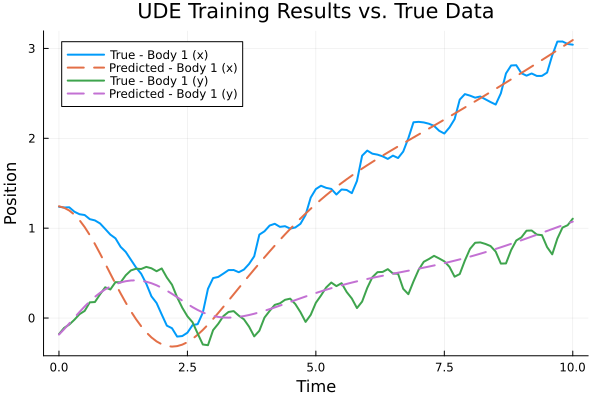 UDE Training Results vs. True Data
True - Body 1 (x)
Predicted - Body 1 (x)
True - Body 1 (y)
Predicted - Body 1 (y)
Position
3
2
1
0
0.0 2.5 5.0 7.5 10.0
Time